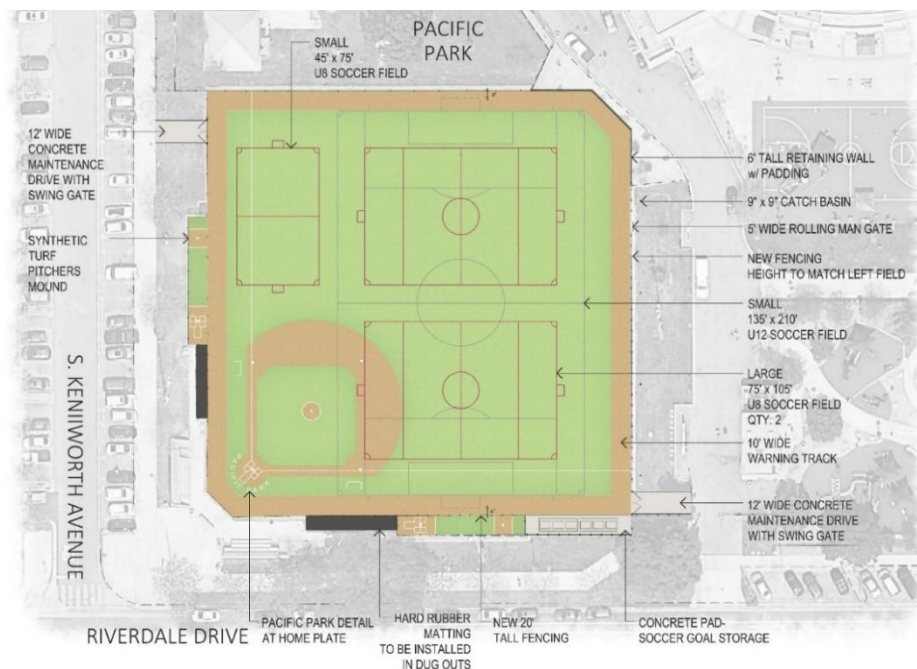 PACIFIC
PARK
SMALL
45' x 75'
U8 SOCCER FIELD
12' WIDE
CONCRETE
MAINTENANCE
DRIVE WITH
SWING GATE
SYNTHETIC
TURF
PITCHERS
MOUND
S. KENIIWORTH AVENUE
6' TALL RETAINING WALL
w/ PADDING
9" x 9" CATCH BASIN
5' WIDE ROLLING MAN GATE
NEW FENCING
HEIGHT TO MATCH LEFT FIELD
SMALL
135' x 210'
U12 SOCCER FIELD
LARGE
75' x 105'
U8 SOCCER FIELD
QTY. 2
10' WIDE
WARNING TRACK
12' WIDE CONCRETE
MAINTENANCE DRIVE
WITH SWING GATE
PACIFIC PARK
RIVERDALE DRIVE
PACIFIC PARK DETAIL
AT HOME PLATE
HARD RUBBER
MATTING
TO BE INSTALLED
IN DUG OUTS
NEW 20'
TALL FENCING
CONCRETE PAD-
SOCCER GOAL STORAGE